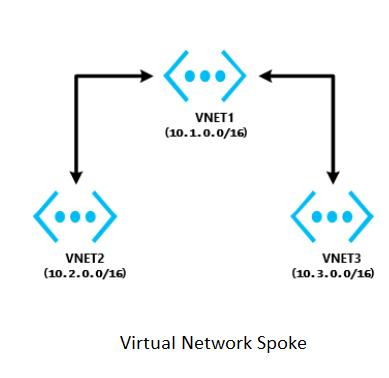 VNET1
(10.1.0.0/16)
VNET2
(10.2.0.0/16)
VNET3
(10.3.0.0/16)
Virtual Network Spoke